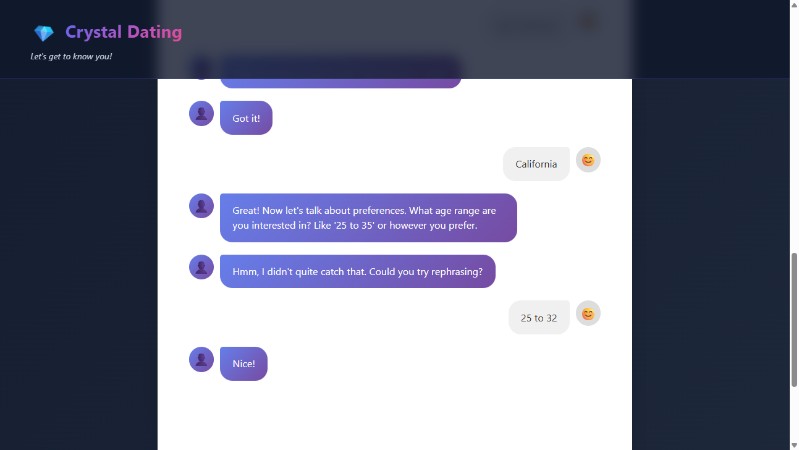 Crystal Dating
Let's get to know you!
Got it!
California
Great! Now let's talk about preferences. What age range are
you interested in? Like '25 to 35' or however you prefer.
Hmm, I didn't quite catch that. Could you try rephrasing?
25 to 32
Nice!